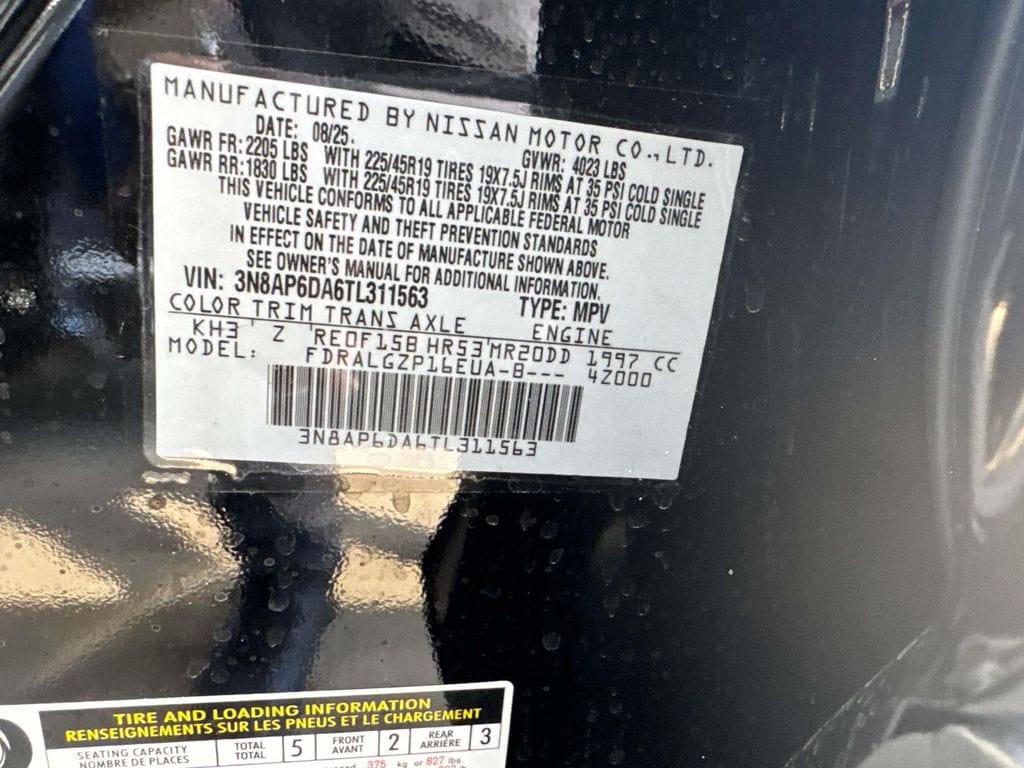 MANUFACTURED BY NISSAN MOTOR CO.,LTD.
DATE: 08/25. GVWR: 4023 LBS
GAWR FR: 2205 LBS WITH 225/45R19 TIRES 19X7.5J RIMS AT 35 PSI COLD SINGLE
GAWR RR: 1830 LBS WITH 225/45R19 TIRES 19X7.5J RIMS AT 35 PSI COLD SINGLE
THIS VEHICLE CONFORMS TO ALL APPLICABLE FEDERAL MOTOR
VEHICLE SAFETY AND THEFT PREVENTION STANDARDS
IN EFFECT ON THE DATE OF MANUFACTURE SHOWN ABOVE.
SEE OWNER'S MANUAL FOR ADDITIONAL INFORMATION.
VIN: 3N8AP6DA6TL311563 TYPE: MPV
COLOR TRIM TRANS AXLE ENGINE
KH3 Z RE0F15B HR53 MR20DD 1997 CC
MODEL: FDRALGZP16EUA-B--- 4Z000
3N8AP6DA6TL311563
TIRE AND LOADING INFORMATION
RENSEIGNEMENTS SUR LES PNEUS ET LE CHARGEMENT
SEATING CAPACITY TOTAL 5 FRONT 2 REAR 3
NOMBRE DE PLACES TOTAL AVANT ARRIÈRE
375 kg or 827 lbs.